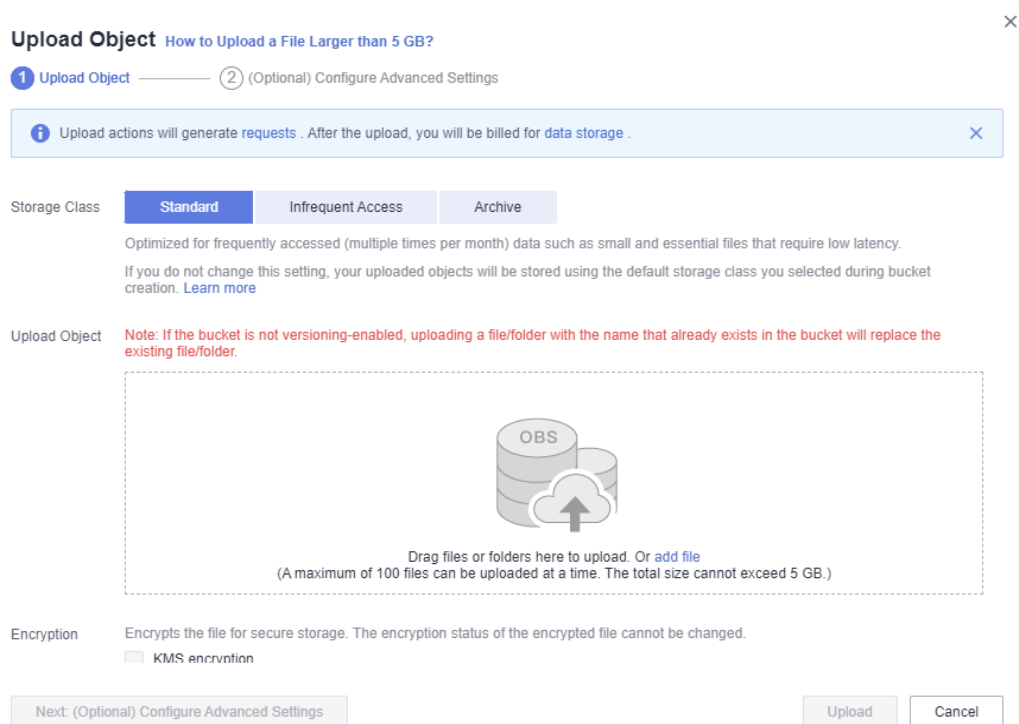 Upload Object How to Upload a File Larger than 5 GB?
1 Upload Object 2 (Optional) Configure Advanced Settings
Upload actions will generate requests . After the upload, you will be billed for data storage .
Storage Class Standard Infrequent Access Archive
Optimized for frequently accessed (multiple times per month) data such as small and essential files that require low latency.
If you do not change this setting, your uploaded objects will be stored using the default storage class you selected during bucket
creation. Learn more
Upload Object Note: If the bucket is not versioning-enabled, uploading a file/folder with the name that already exists in the bucket will replace the
existing file/folder.
OBS
Drag files or folders here to upload. Or add file
(A maximum of 100 files can be uploaded at a time. The total size cannot exceed 5 GB.)
Encryption Encrypts the file for secure storage. The encryption status of the encrypted file cannot be changed.
KMS encryption
Next: (Optional) Configure Advanced Settings Upload Cancel